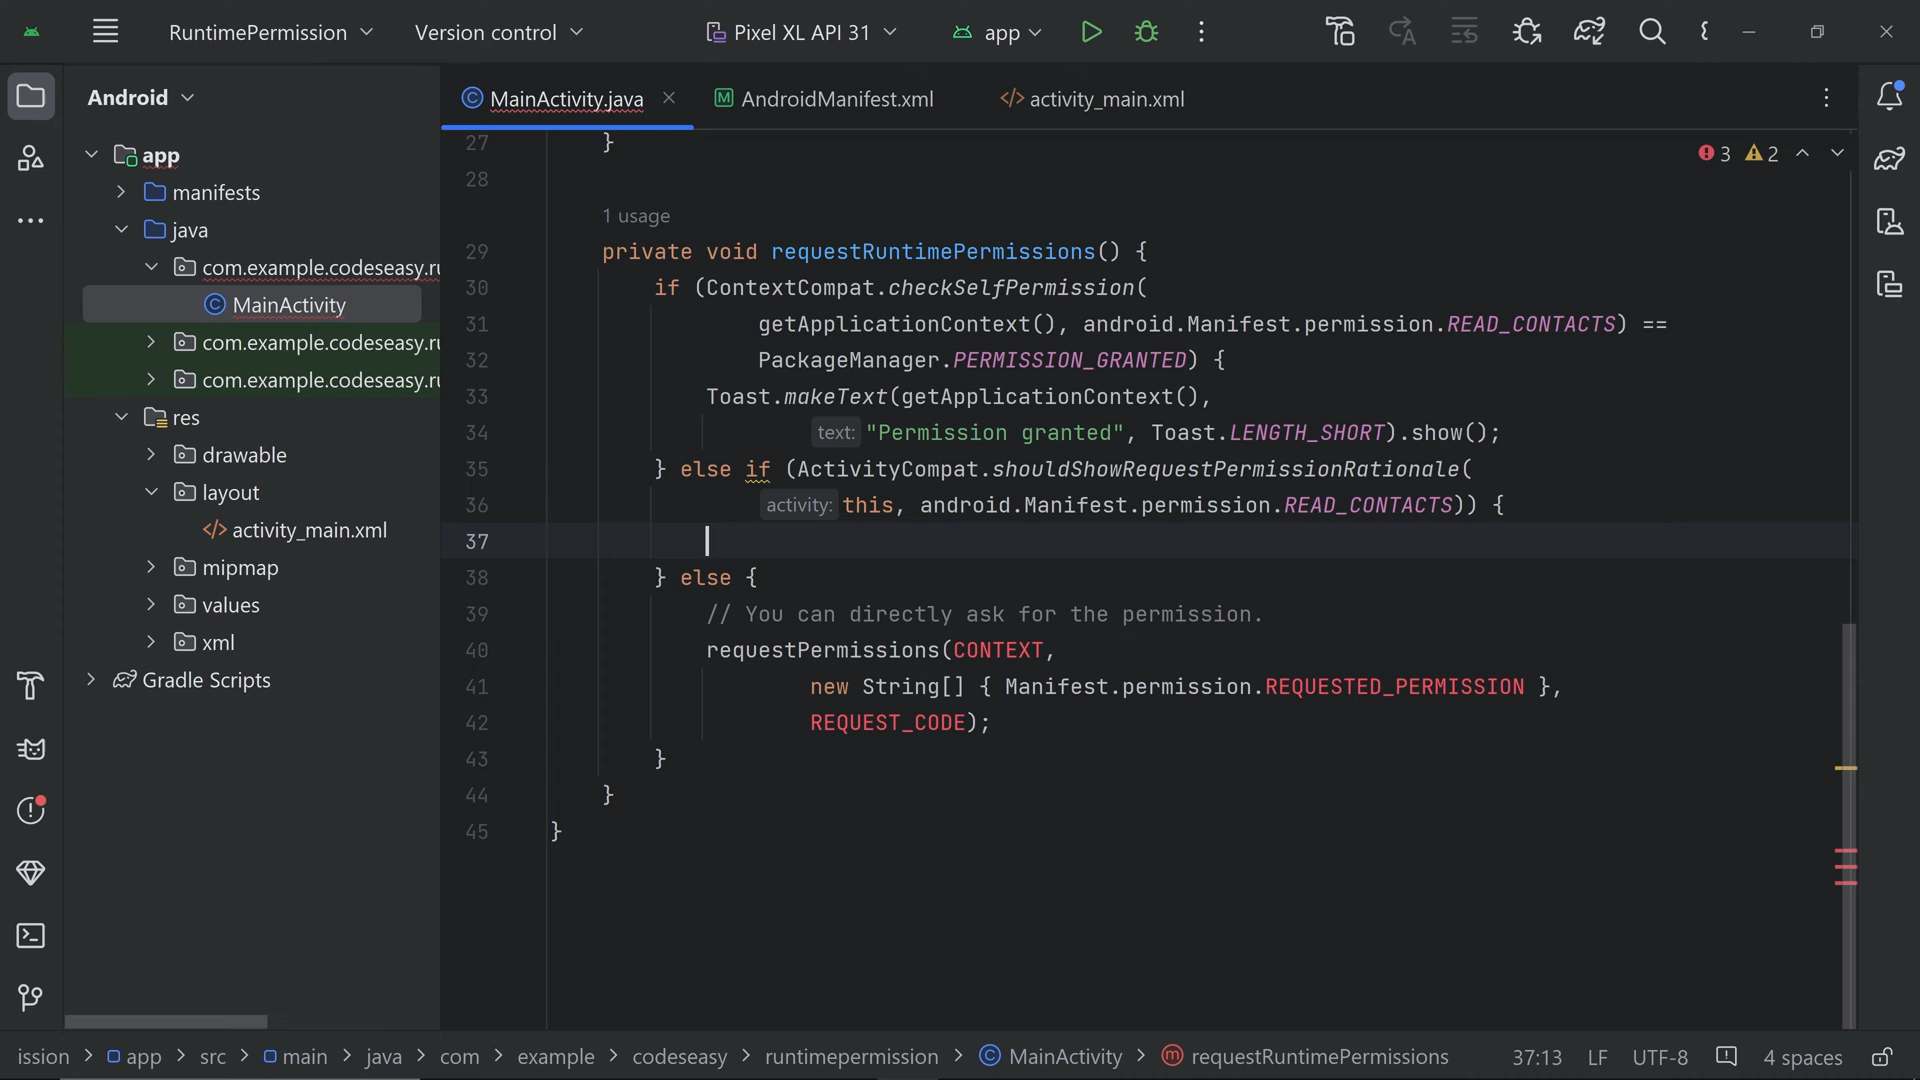 RuntimePermission
Version control
Pixel XL API 31
app
Android
MainActivity.java
AndroidManifest.xml
activity_main.xml
app
manifests
java
com.example.codeseasy.ru
MainActivity
com.example.codeseasy.ru
com.example.codeseasy.ru
res
drawable
layout
activity_main.xml
mipmap
values
xml
Gradle Scripts
3 2
27 }
28
1 usage
29 private void requestRuntimePermissions() {
30 if (ContextCompat.checkSelfPermission(
31 getApplicationContext(), android.Manifest.permission.READ_CONTACTS) ==
32 PackageManager.PERMISSION_GRANTED) {
33 Toast.makeText(getApplicationContext(),
34 text: "Permission granted", Toast.LENGTH_SHORT).show();
35 } else if (ActivityCompat.shouldShowRequestPermissionRationale(
36 activity: this, android.Manifest.permission.READ_CONTACTS)) {
37
38 } else {
39 // You can directly ask for the permission.
40 requestPermissions(CONTEXT,
41 new String[] { Manifest.permission.REQUESTED_PERMISSION },
42 REQUEST_CODE);
43 }
44 }
45 }
ission > app > src > main > java > com > example > codeseasy > runtimepermission > MainActivity > requestRuntimePermissions
37:13 LF UTF-8 4 spaces